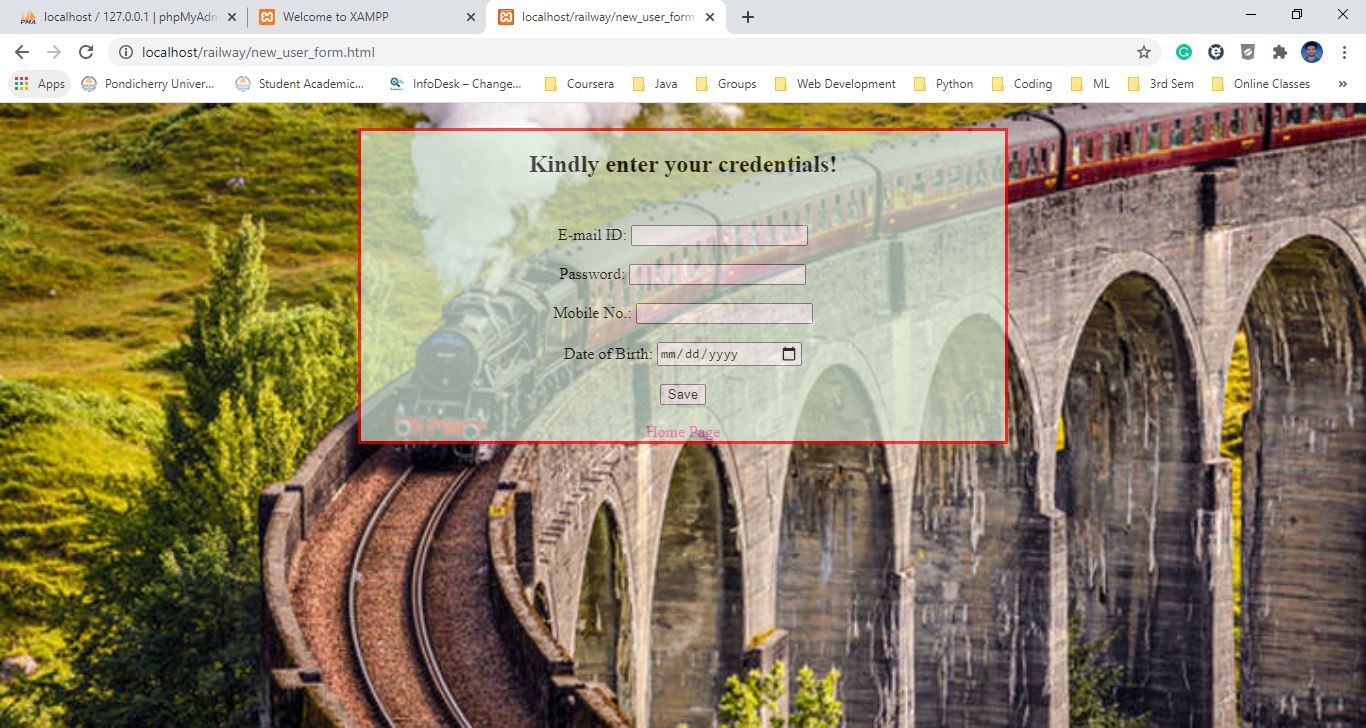 PMA localhost / 127.0.0.1 | phpMyAdm Welcome to XAMPP localhost/railway/new_user_form.
localhost/railway/new_user_form.html
Apps Pondicherry Univer... Student Academic... InfoDesk – Change... Coursera Java Groups Web Development Python Coding ML 3rd Sem Online Classes »
Kindly enter your credentials!
E-mail ID:
Password:
Mobile No.:
Date of Birth: mm/dd/yyyy
Save
Home Page